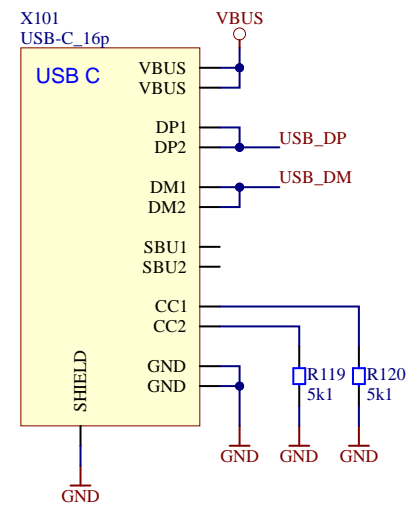 X101
USB-C_16p
VBUS
USB C
VBUS
VBUS
DP1
DP2
USB_DP
DM1
DM2
USB_DM
SBU1
SBU2
CC1
CC2
GND
GND
SHIELD
R119
5k1
R120
5k1
GND
GND
GND
GND